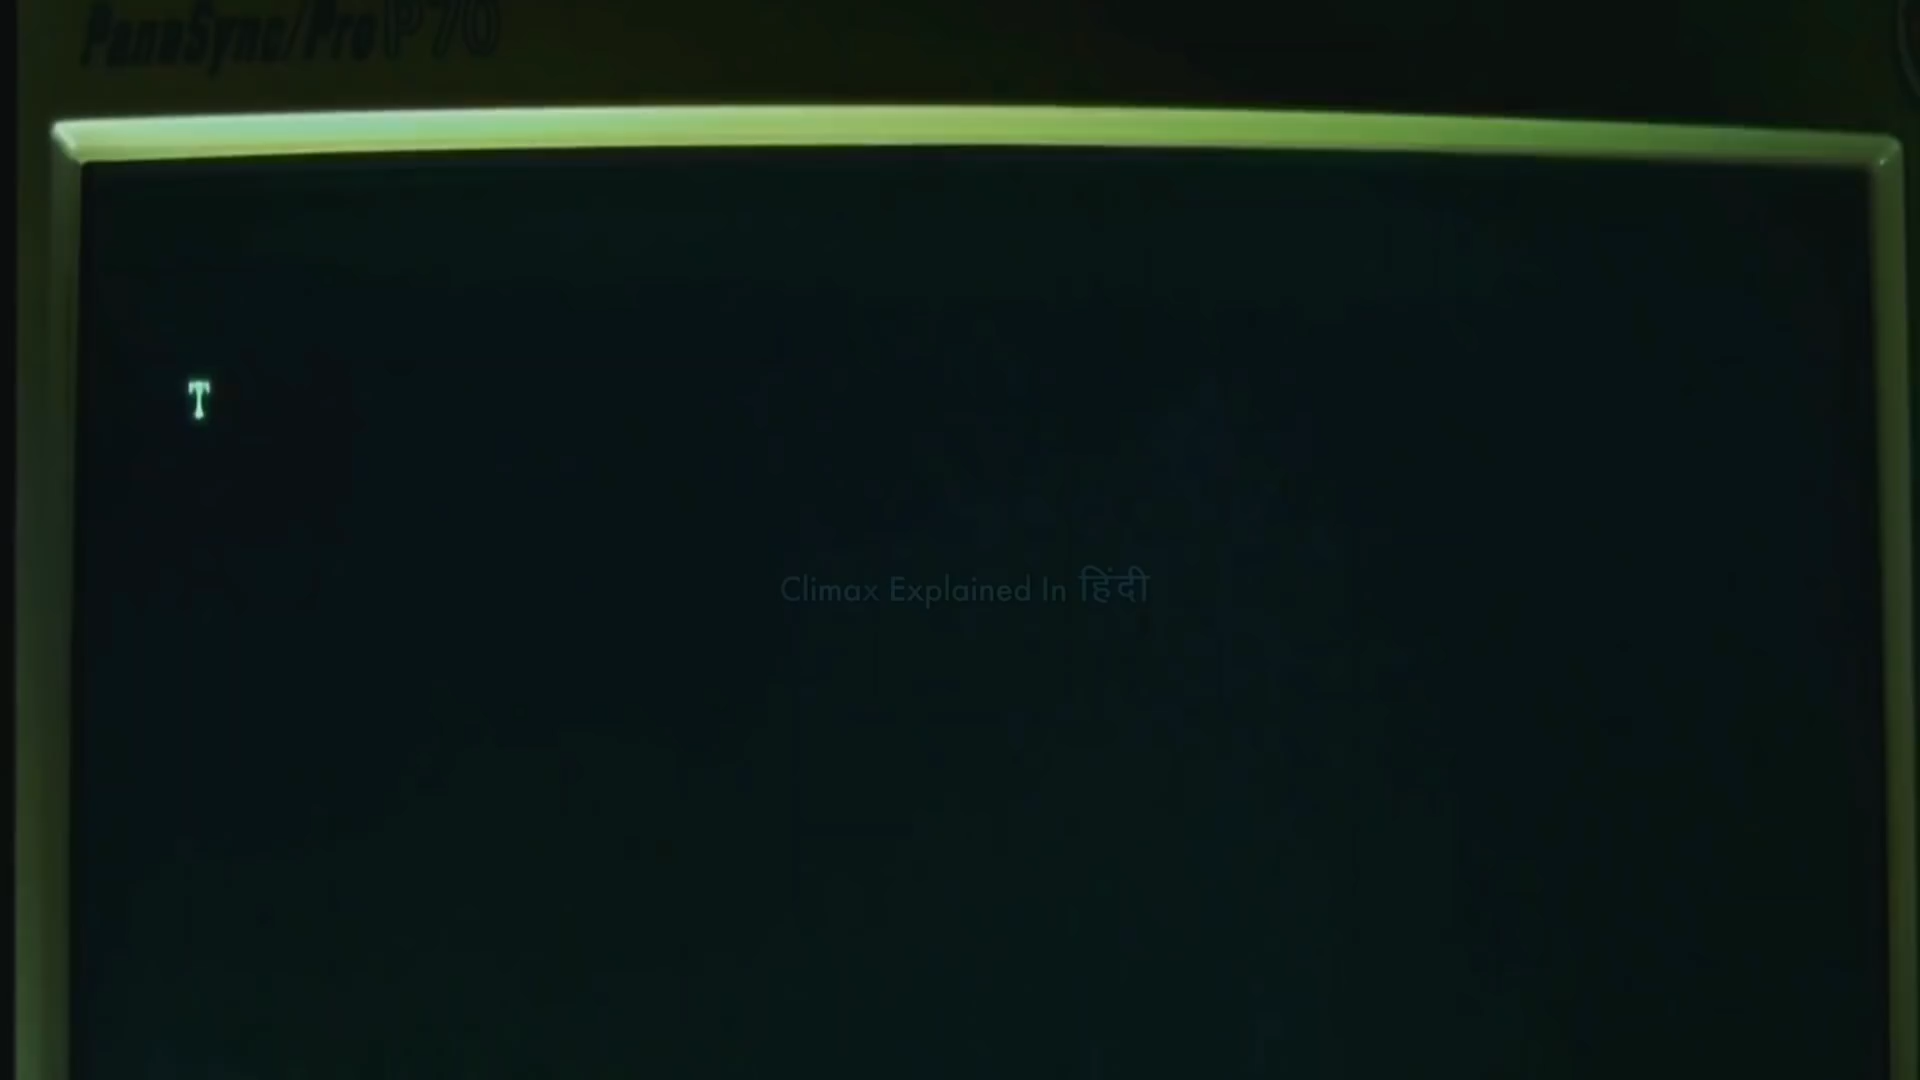 PanaSync/Pro P70
T
Climax Explained In हिंदी